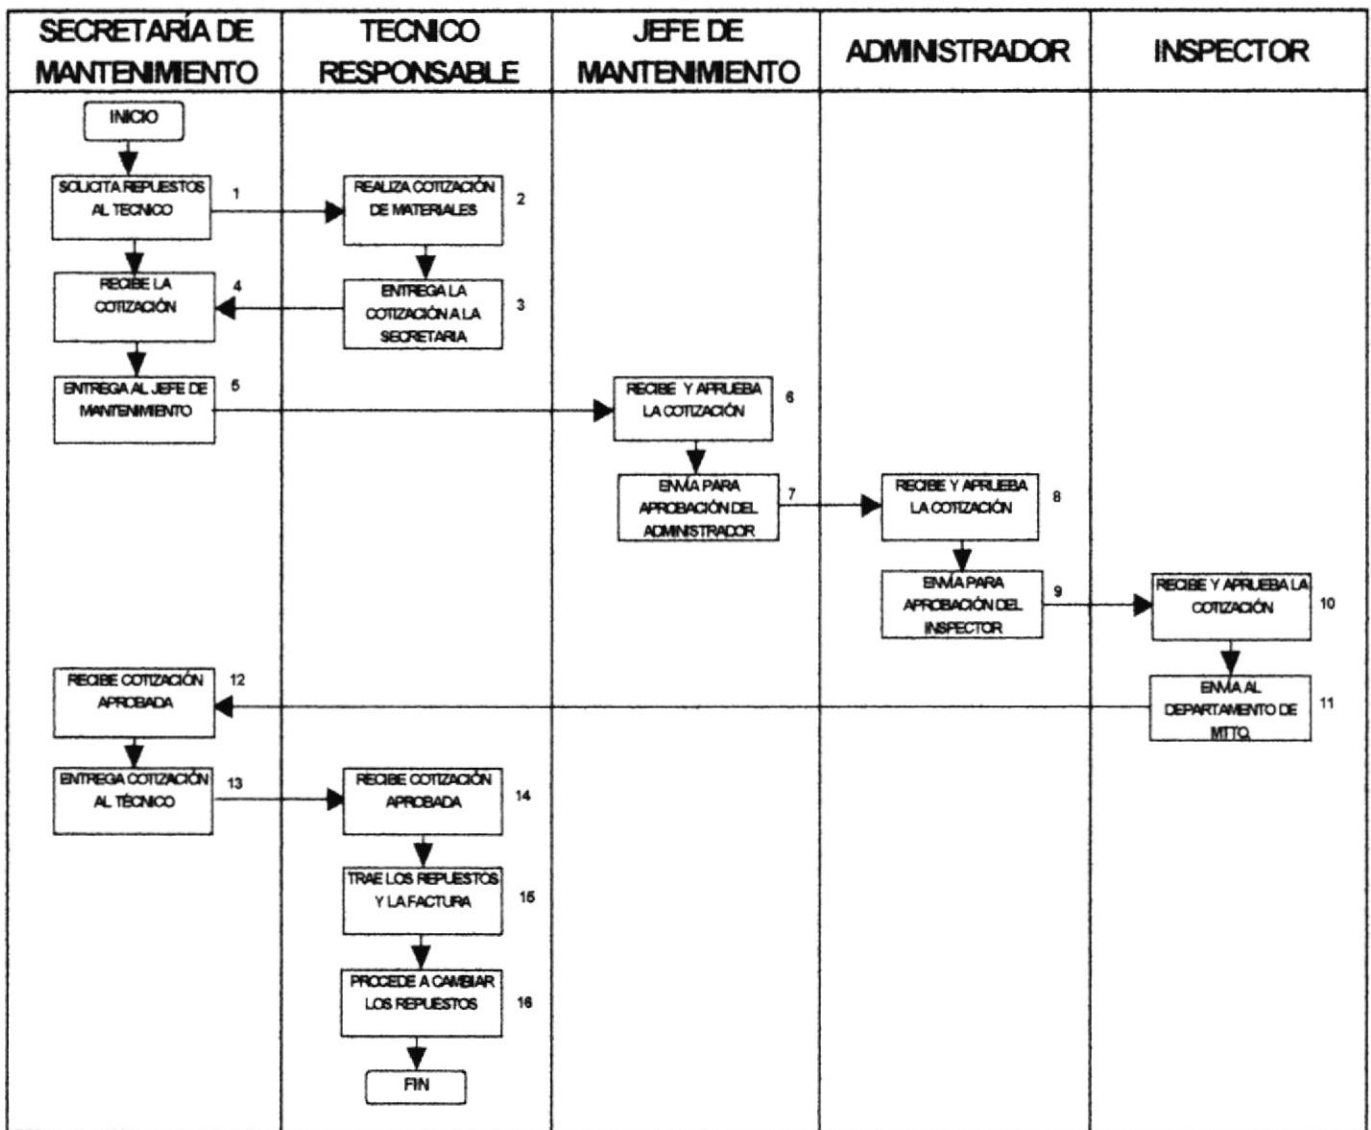 SECRETARÍA DE
MANTENIMIENTO
TECNICO
RESPONSABLE
JEFE DE
MANTENIMIENTO
ADMINISTRADOR
INSPECTOR
INICIO
SOLICITA REPUESTOS
AL TECNICO
1
REALIZA COTIZACIÓN
DE MATERIALES
2
RECIBE LA
COTIZACIÓN
4
ENTREGA LA
COTIZACIÓN A LA
SECRETARIA
3
ENTREGA AL JEFE DE
MANTENIMIENTO
5
RECIBE Y APRUEBA
LA COTIZACIÓN
6
ENVÍA PARA
APROBACIÓN DEL
ADMINISTRADOR
7
RECIBE Y APRUEBA
LA COTIZACIÓN
8
ENVÍA PARA
APROBACIÓN DEL
INSPECTOR
9
RECIBE Y APRUEBA LA
COTIZACIÓN
10
ENVIA AL
DEPARTAMENTO DE
MTTO.
11
RECIBE COTIZACIÓN
APROBADA
12
ENTREGA COTIZACIÓN
AL TÉCNICO
13
RECIBE COTIZACIÓN
APROBADA
14
TRAE LOS REPUESTOS
Y LA FACTURA
15
PROCEDE A CAMBIAR
LOS REPUESTOS
16
FIN